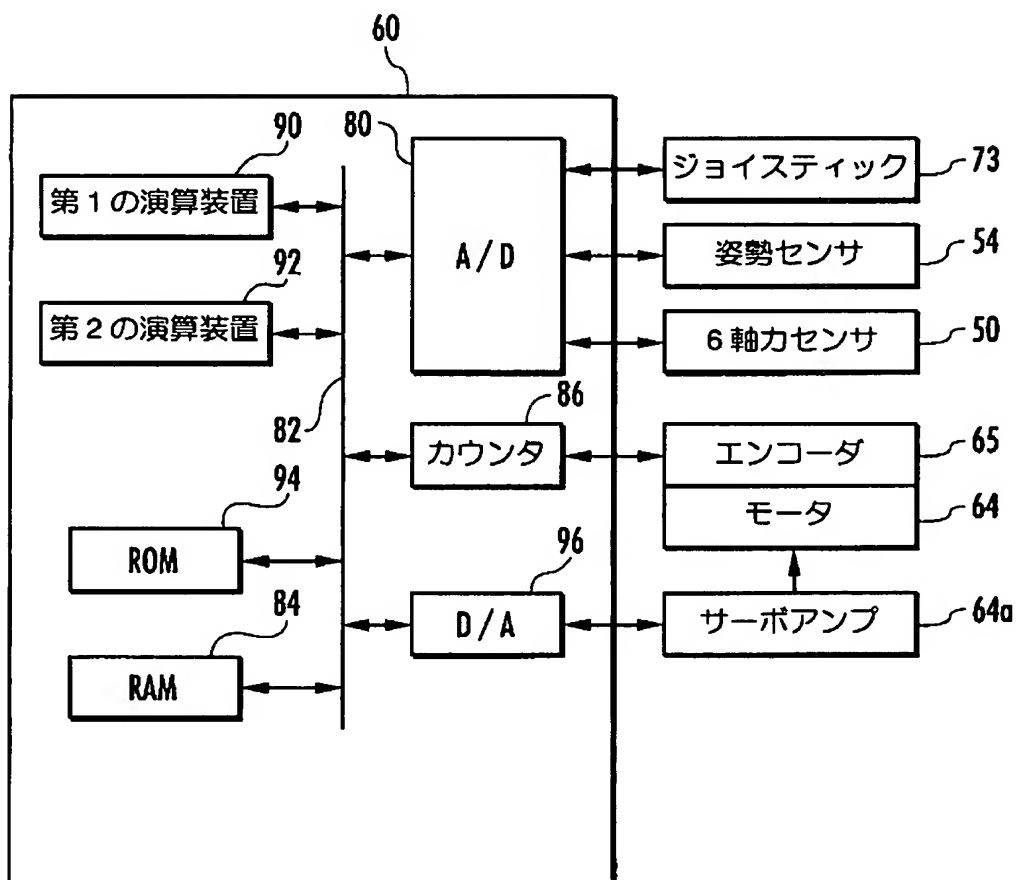 60
90
80
第1の演算装置
ジョイスティック
73
92
A/D
姿勢センサ
54
第2の演算装置
6軸力センサ
50
82
86
カウンタ
エンコーダ
65
94
モータ
64
ROM
96
84
D/A
サーボアンプ
64a
RAM